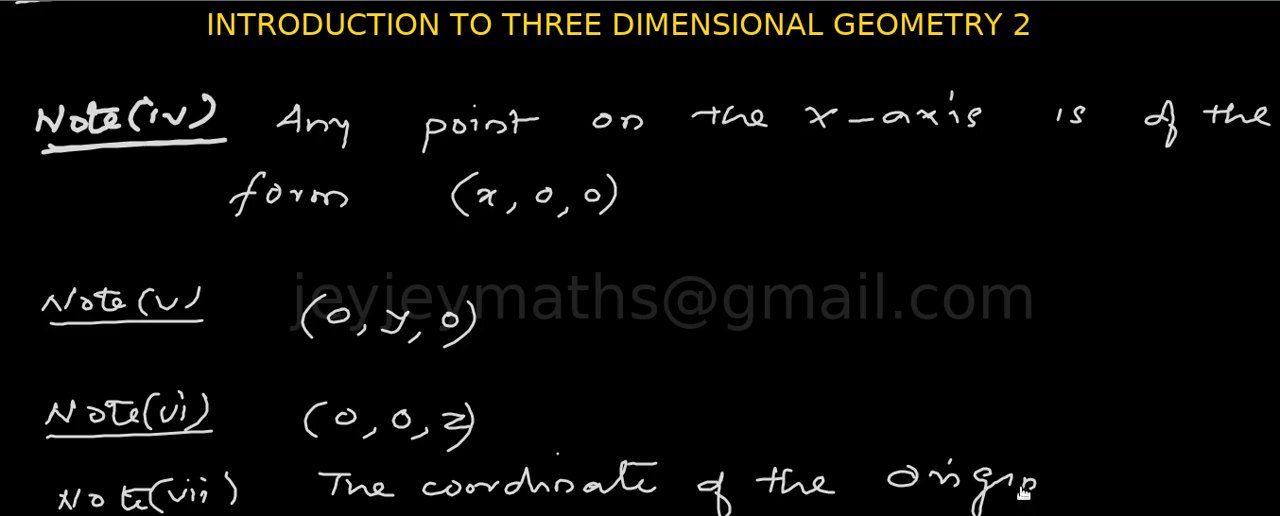 INTRODUCTION TO THREE DIMENSIONAL GEOMETRY 2
Note(iv) Any point on the x-axis is of the
form (x, 0, 0)
jeyjeymaths@gmail.com
Note(v) (0, y, 0)
Note(vi) (0, 0, z)
Note(vii) The coordinate of the origin